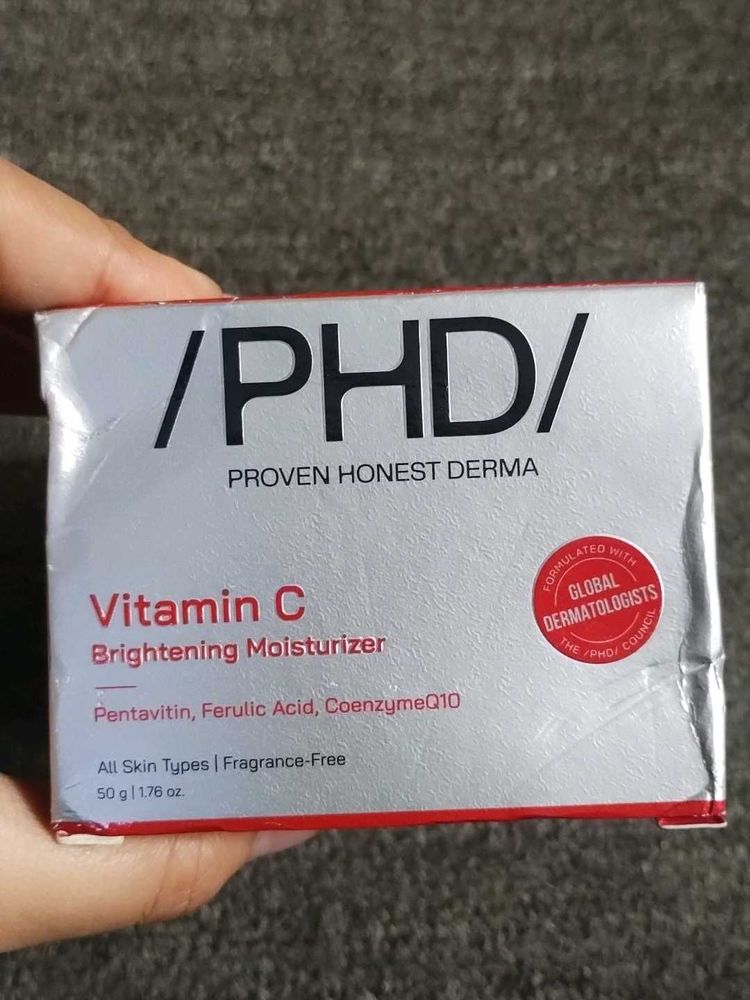 /PHD/
PROVEN HONEST DERMA
FORMULATED WITH
GLOBAL
DERMATOLOGISTS
THE /PHD/ COUNCIL
Vitamin C
Brightening Moisturizer
Pentavitin, Ferulic Acid, CoenzymeQ10
All Skin Types | Fragrance-Free
50 g | 1.76 oz.